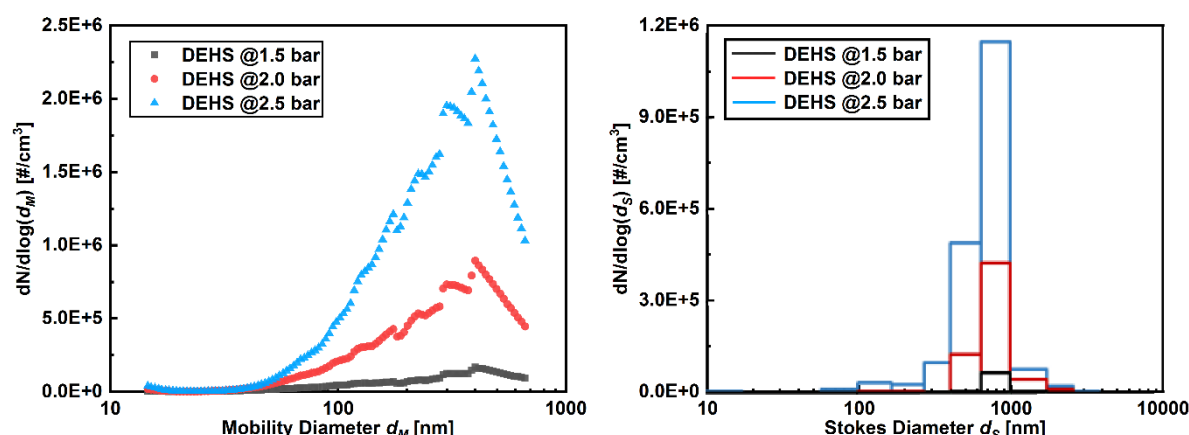 2.5E+6
2.0E+6
1.5E+6
1.0E+6
5.0E+5
0.0E+0
dN/dlog(d_M) [#/cm³]
DEHS @1.5 bar
DEHS @2.0 bar
DEHS @2.5 bar
10
100
1000
Mobility Diameter d_M [nm]
1.2E+6
9.0E+5
6.0E+5
3.0E+5
0.0E+0
dN/dlog(d_S) [#/cm³]
DEHS @1.5 bar
DEHS @2.0 bar
DEHS @2.5 bar
10
100
1000
10000
Stokes Diameter d_S [nm]